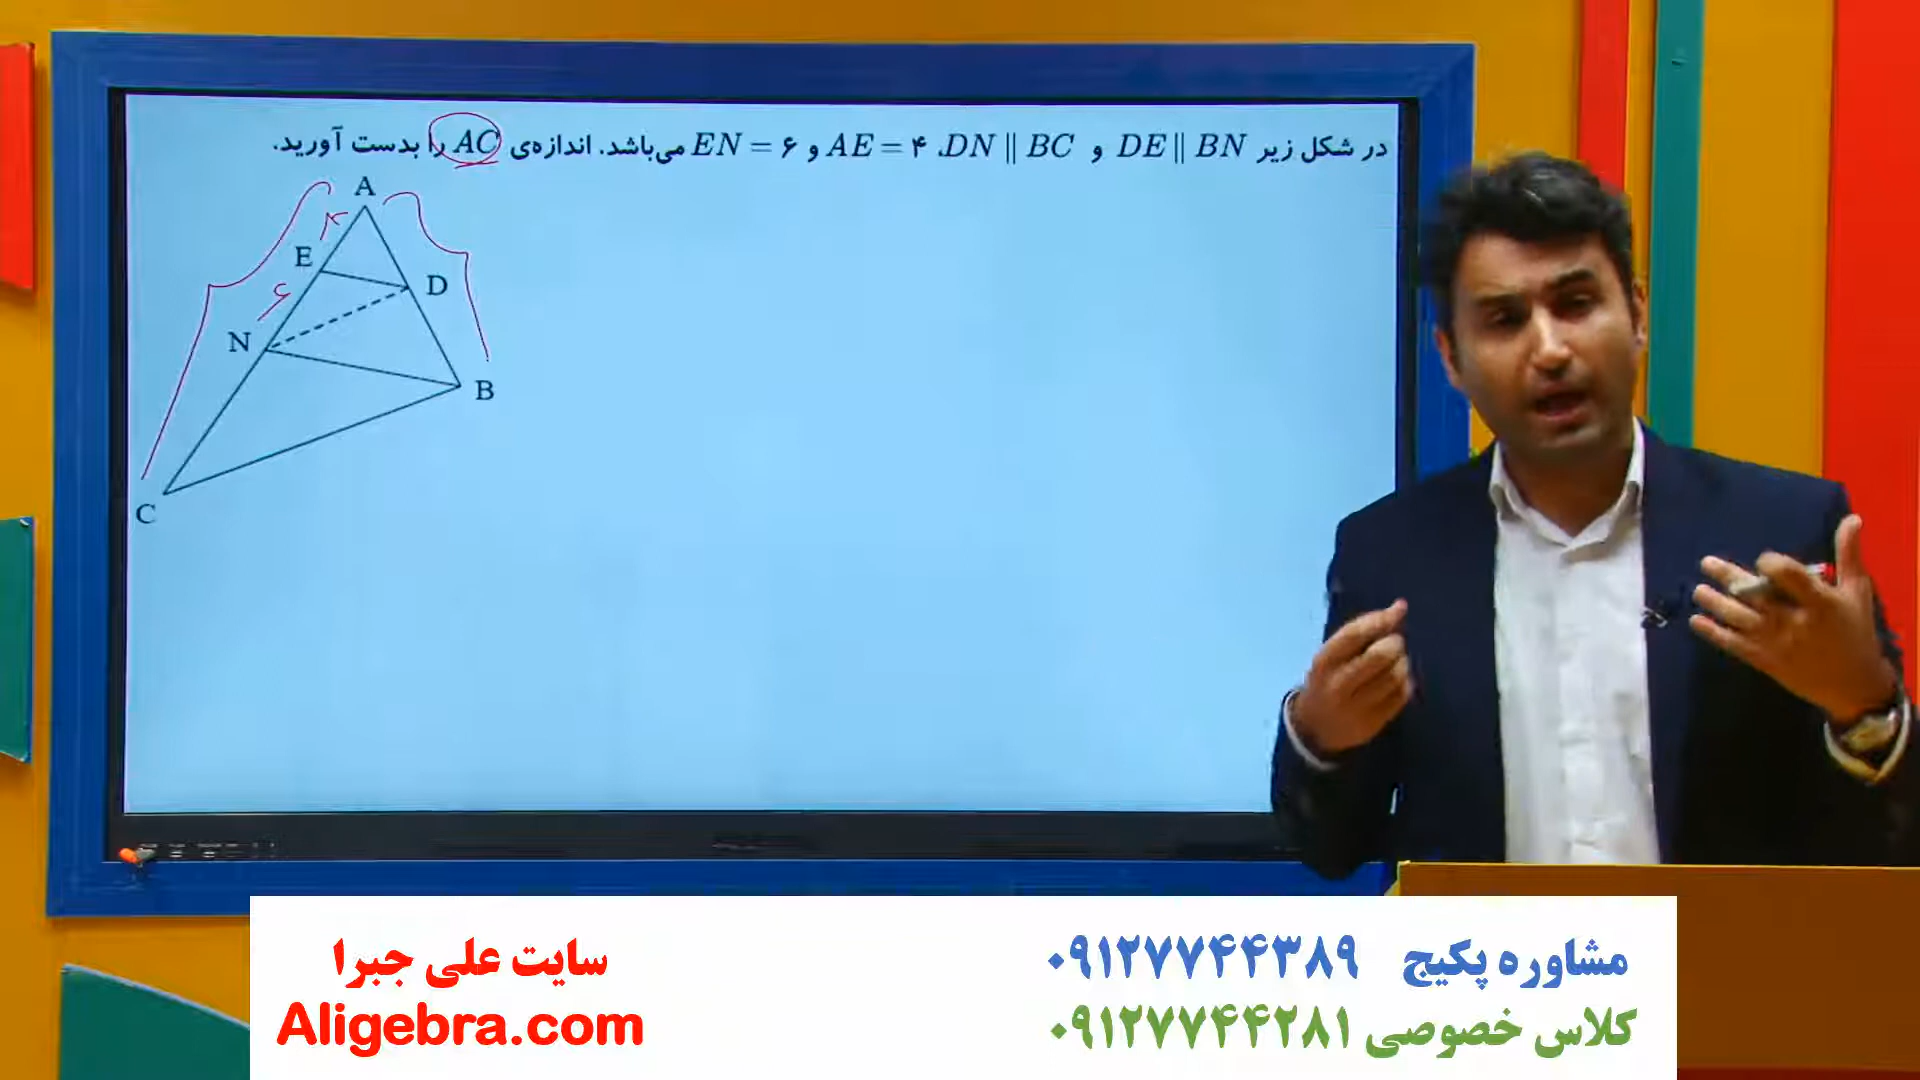 در شکل زیر DE || BN و DN || BC، AE = ۴ و EN = ۶ می‌باشد. اندازه‌ی AC را بدست آورید.
A
۴
E
D
۶
N
B
C
سایت علی جبرا
Aligebra.com
مشاوره پکیج ۰۹۱۲۷۷۴۴۳۸۹
کلاس خصوصی ۰۹۱۲۷۷۴۴۲۸۱